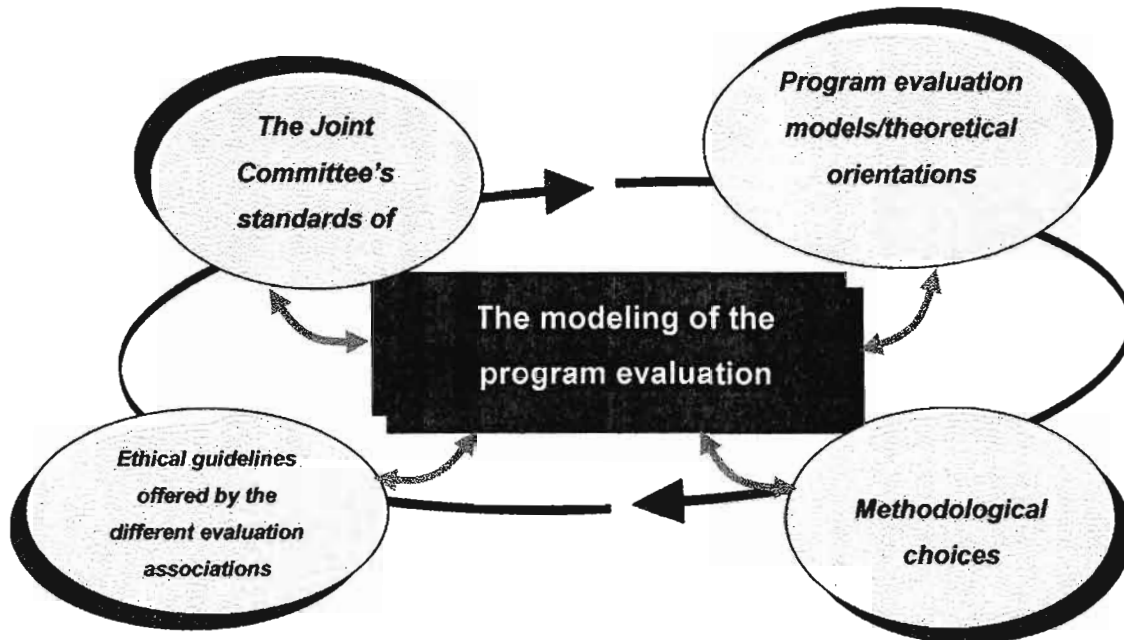 The Joint
Committee's
standards of
Program evaluation
models/theoretical
orientations
The modeling of the
program evaluation
Ethical guidelines
offered by the
different evaluation
associations
Methodological
choices